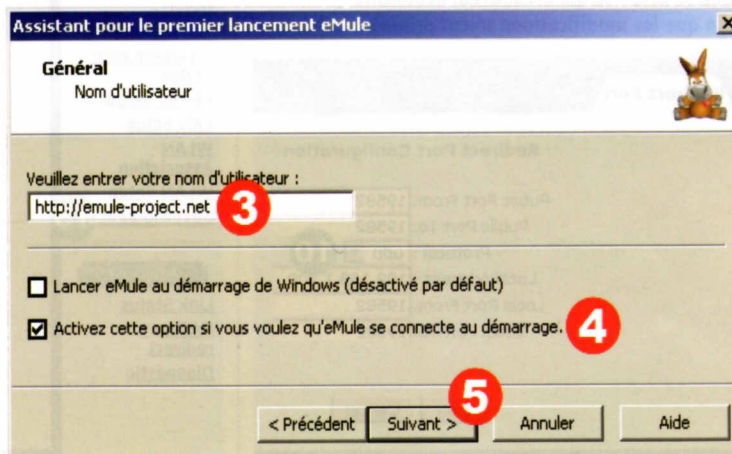 Assistant pour le premier lancement eMule
Général
Nom d'utilisateur
Veuillez entrer votre nom d'utilisateur :
http://emule-project.net
3
Lancer eMule au démarrage de Windows (désactivé par défaut)
Activez cette option si vous voulez qu'eMule se connecte au démarrage.
4
5
< Précédent
Suivant >
Annuler
Aide